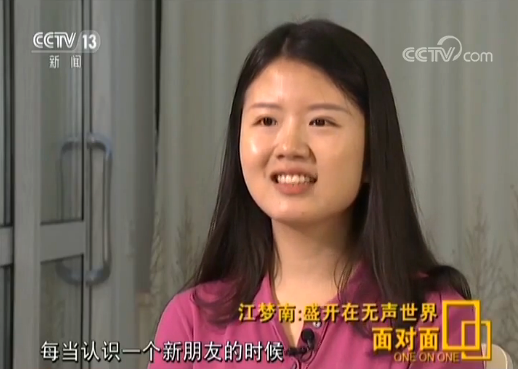 CCTV 13
新闻
CCTV.com
江梦南:盛开在无声世界
面对面
ONE ON ONE
每当认识一个新朋友的时候